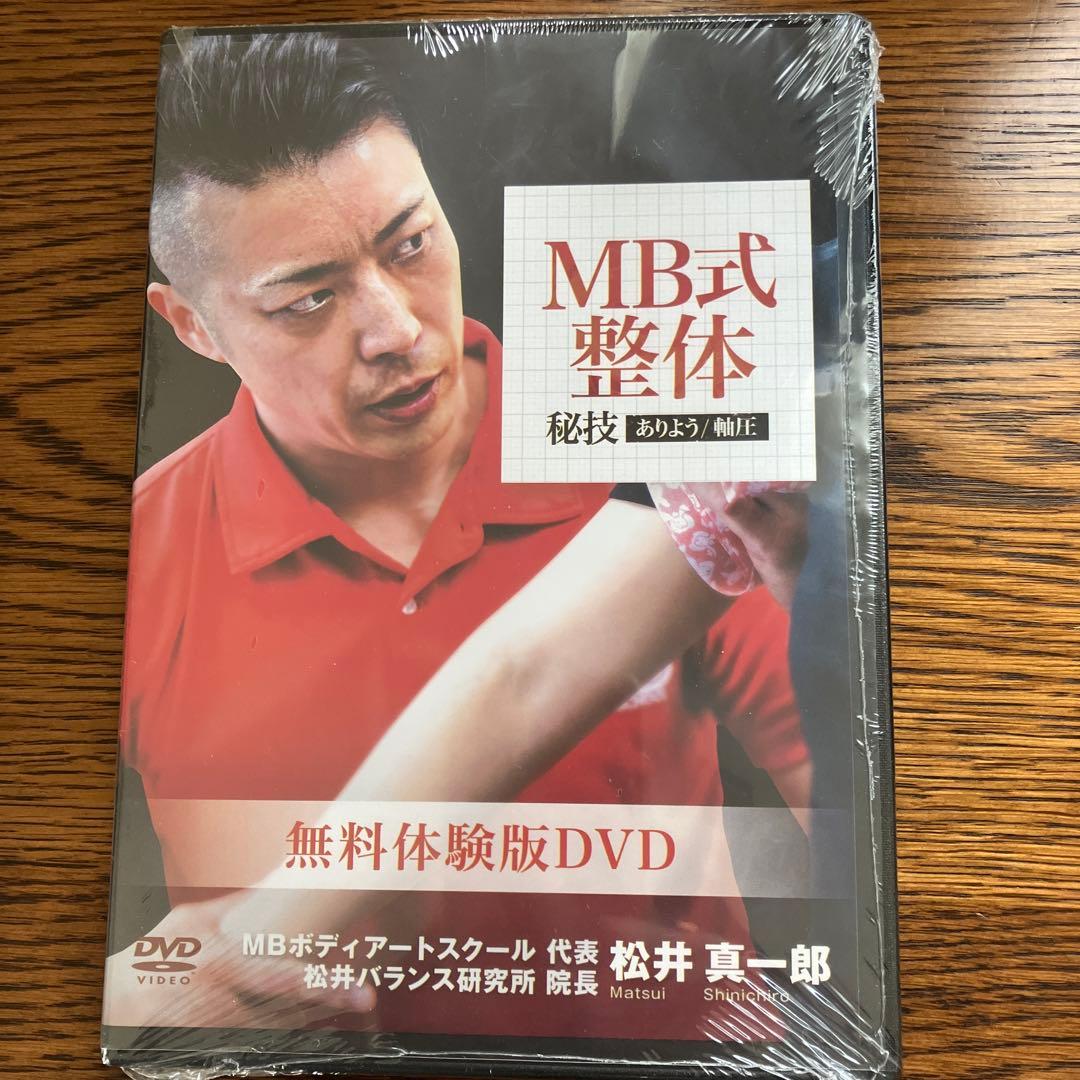 MB式
整体
秘技 ありよう/軸圧
無料体験版DVD
DVD
VIDEO
MBボディアートスクール 代表
松井バランス研究所 院長
松井 真一郎
Matsui Shinichiro